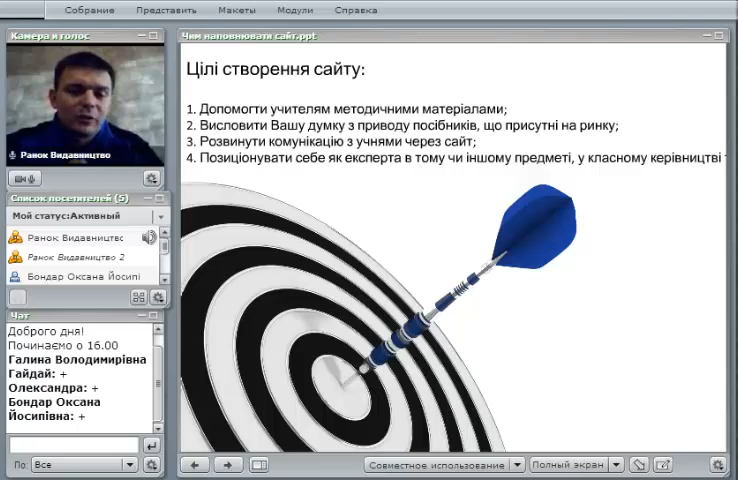 Собрание Представить Макеты Модули Справка
Камера и голос
Ранок Видавництво
Список посетителей (5)
Мой статус:Активный
Ранок Видавництвс
Ранок Видавництво 2
Бондар Оксана Йосипі
Чат
Доброго дня!
Починаємо о 16.00
Галина Володимирівна
Гайдай: +
Олександра: +
Бондар Оксана
Йосипівна: +
По: Все
Чим наповнювати сайт.ppt
Цілі створення сайту:
1. Допомогти учителям методичними матеріалами;
2. Висловити Вашу думку з приводу посібників, що присутні на ринку;
3. Розвинути комунікацію з учнями через сайт;
4. Позиціонувати себе як експерта в тому чи іншому предметі, у класному керівництві
Совместное использование Полный экран